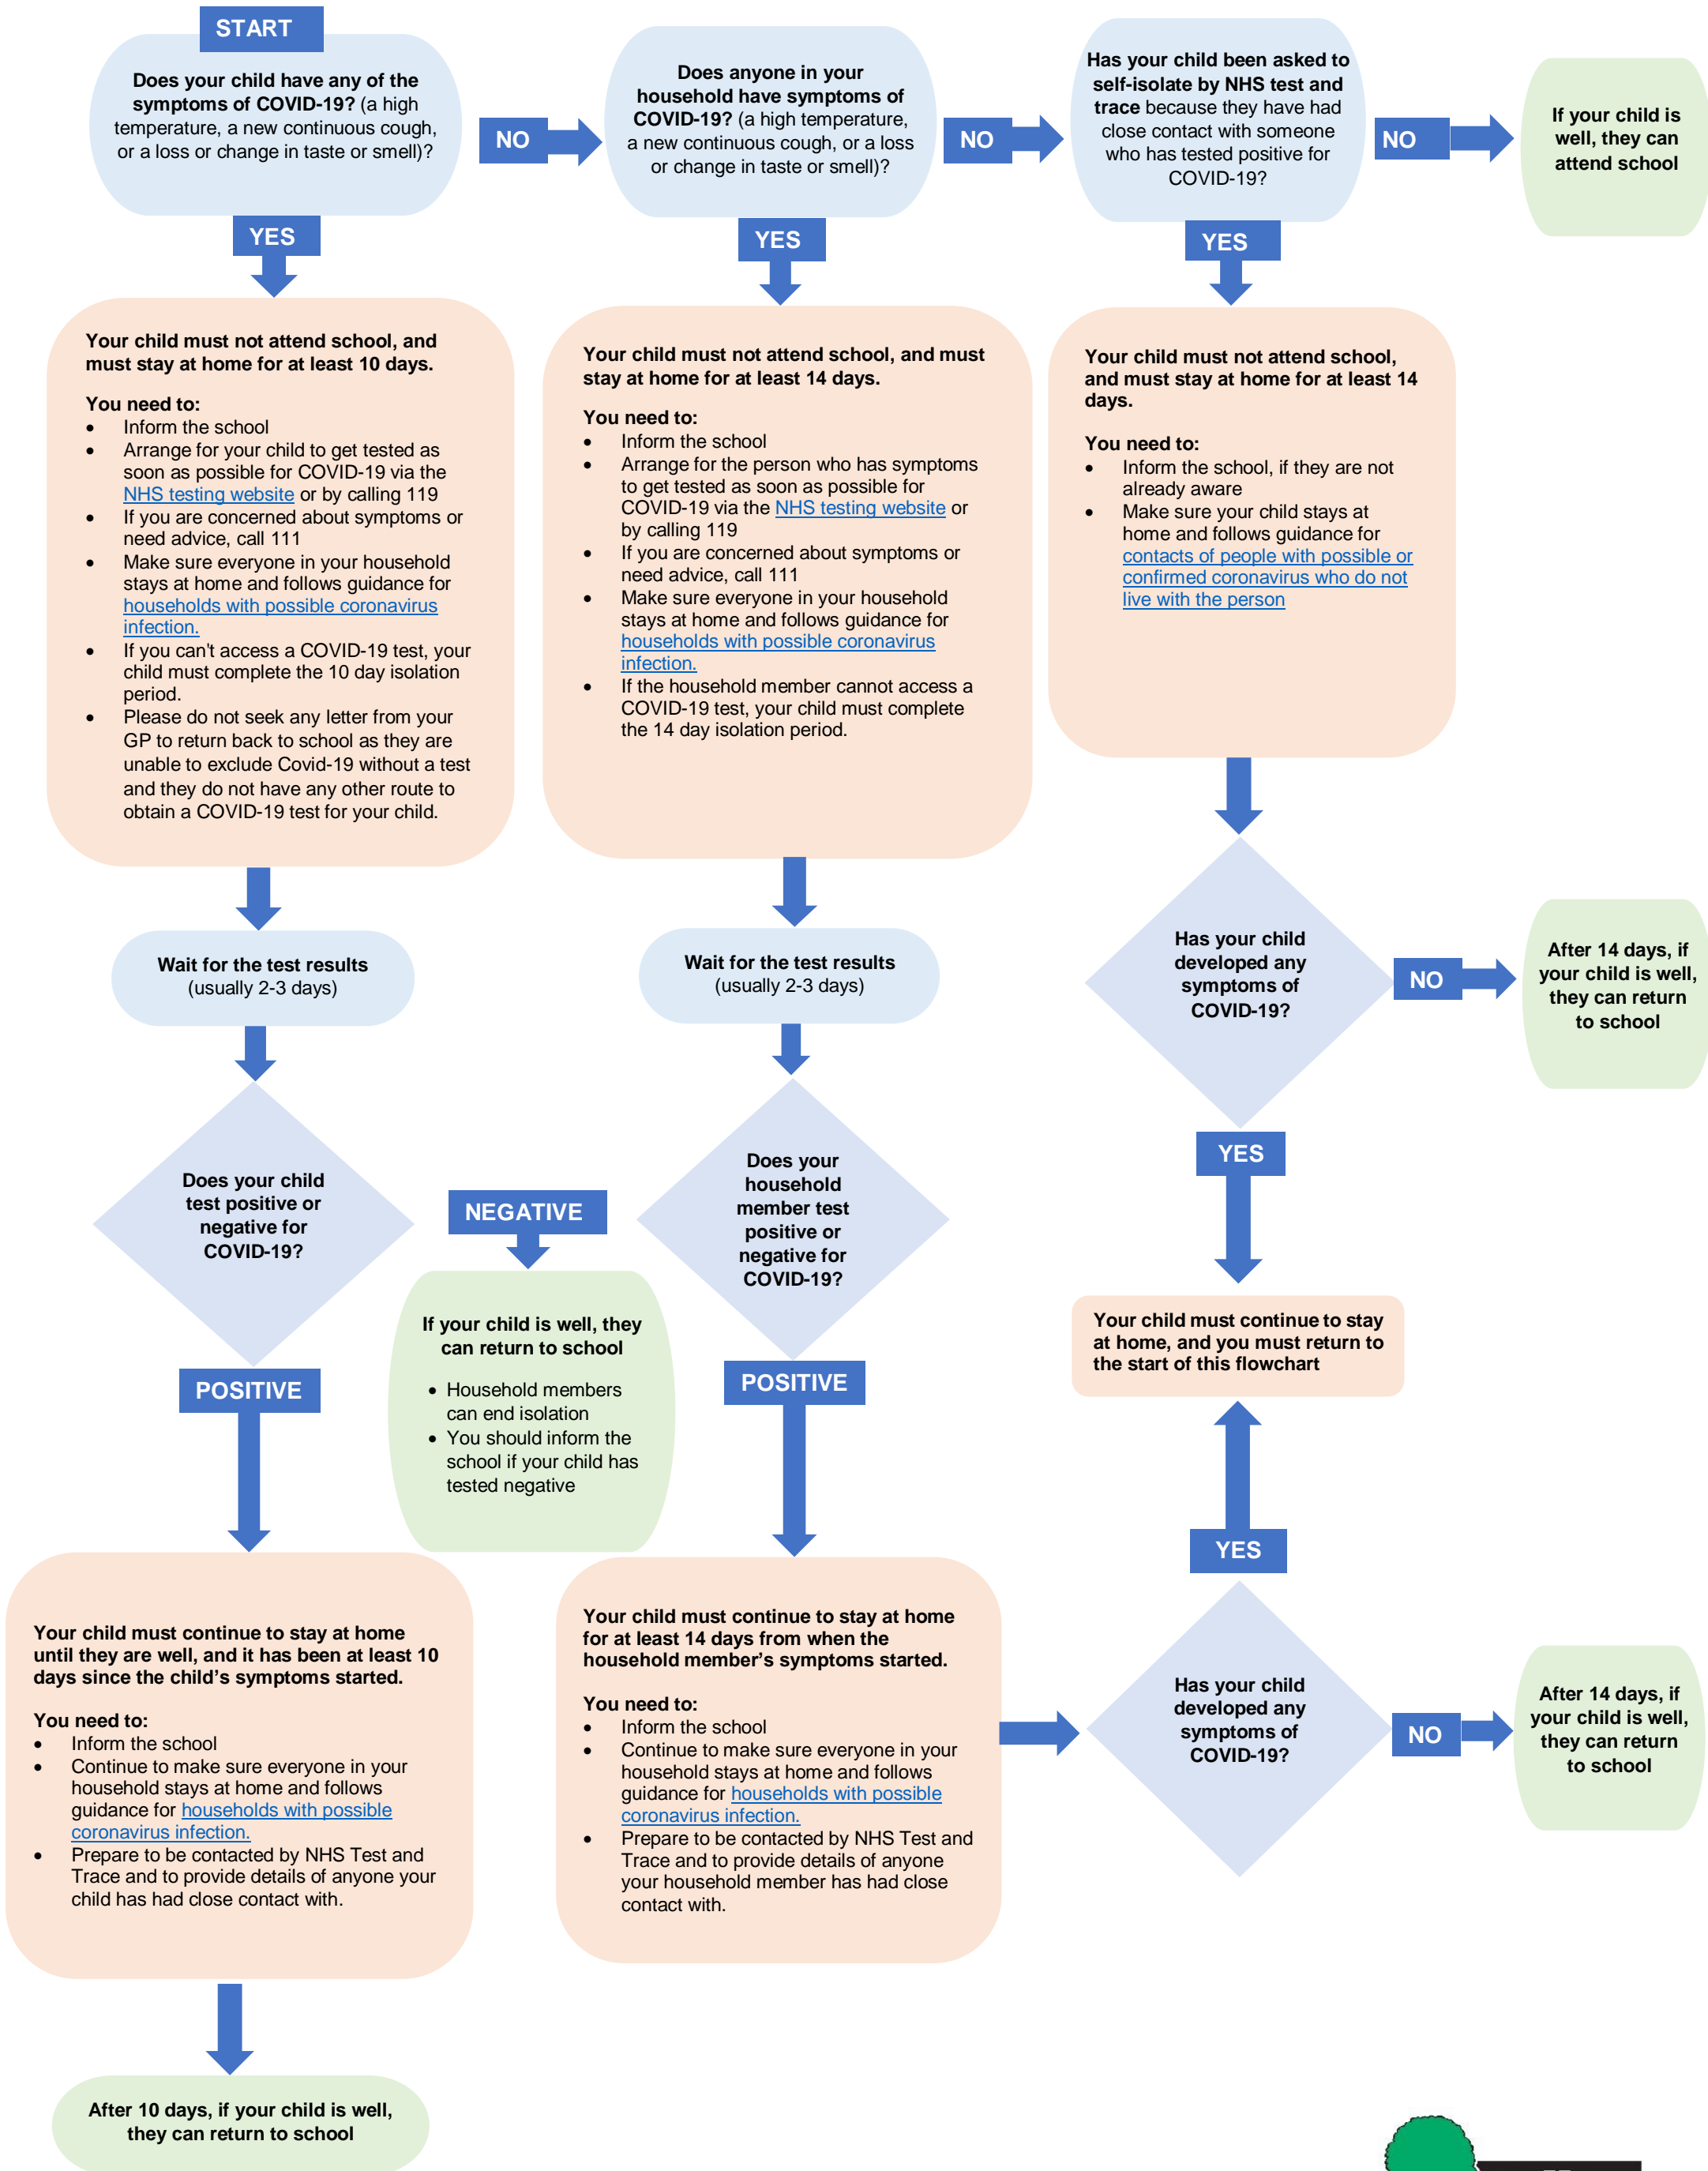 START
Does your child have any of the
symptoms of COVID-19? (a high
temperature, a new continuous cough,
or a loss or change in taste or smell)?
NO
Does anyone in your
household have symptoms of
COVID-19? (a high temperature,
a new continuous cough, or a loss
or change in taste or smell)?
NO
Has your child been asked to
self-isolate by NHS test and
trace because they have had
close contact with someone
who has tested positive for
COVID-19?
NO
If your child is
well, they can
attend school
YES
YES
YES
Your child must not attend school, and
must stay at home for at least 10 days.
You need to:
• Inform the school
• Arrange for your child to get tested as
soon as possible for COVID-19 via the
NHS testing website or by calling 119
• If you are concerned about symptoms or
need advice, call 111
• Make sure everyone in your household
stays at home and follows guidance for
households with possible coronavirus
infection.
• If you can't access a COVID-19 test, your
child must complete the 10 day isolation
period.
• Please do not seek any letter from your
GP to return back to school as they are
unable to exclude Covid-19 without a test
and they do not have any other route to
obtain a COVID-19 test for your child.
Your child must not attend school, and must
stay at home for at least 14 days.
You need to:
• Inform the school
• Arrange for the person who has symptoms
to get tested as soon as possible for
COVID-19 via the NHS testing website or
by calling 119
• If you are concerned about symptoms or
need advice, call 111
• Make sure everyone in your household
stays at home and follows guidance for
households with possible coronavirus
infection.
• If the household member cannot access a
COVID-19 test, your child must complete
the 14 day isolation period.
Your child must not attend school,
and must stay at home for at least 14
days.
You need to:
• Inform the school, if they are not
already aware
• Make sure your child stays at
home and follows guidance for
contacts of people with possible or
confirmed coronavirus who do not
live with the person
Wait for the test results
(usually 2-3 days)
Wait for the test results
(usually 2-3 days)
Has your child
developed any
symptoms of
COVID-19?
NO
After 14 days, if
your child is well,
they can return
to school
YES
Does your child
test positive or
negative for
COVID-19?
NEGATIVE
Does your
household
member test
positive or
negative for
COVID-19?
If your child is well, they
can return to school
• Household members
can end isolation
• You should inform the
school if your child has
tested negative
POSITIVE
POSITIVE
Your child must continue to stay
at home, and you must return to
the start of this flowchart
YES
Your child must continue to stay at home
until they are well, and it has been at least 10
days since the child’s symptoms started.
You need to:
• Inform the school
• Continue to make sure everyone in your
household stays at home and follows
guidance for households with possible
coronavirus infection.
• Prepare to be contacted by NHS Test and
Trace and to provide details of anyone your
child has had close contact with.
Your child must continue to stay at home
for at least 14 days from when the
household member’s symptoms started.
You need to:
• Inform the school
• Continue to make sure everyone in your
household stays at home and follows
guidance for households with possible
coronavirus infection.
• Prepare to be contacted by NHS Test and
Trace and to provide details of anyone
your household member has had close
contact with.
Has your child
developed any
symptoms of
COVID-19?
NO
After 14 days, if
your child is well,
they can return
to school
After 10 days, if your child is well,
they can return to school